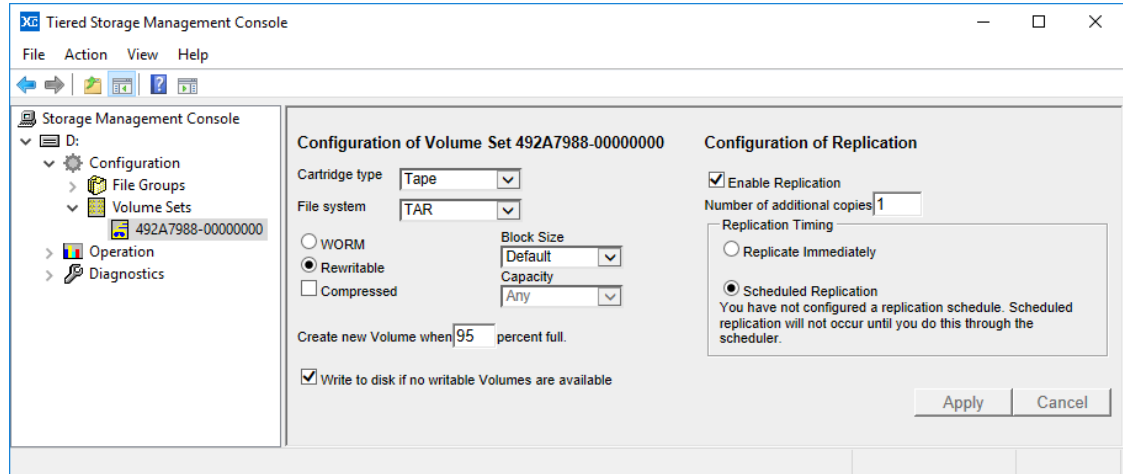 Tiered Storage Management Console
File Action View Help
Storage Management Console
D:
Configuration
File Groups
Volume Sets
492A7988-00000000
Operation
Diagnostics
Configuration of Volume Set 492A7988-00000000
Cartridge type Tape
File system TAR
WORM
Rewritable
Compressed
Block Size
Default
Capacity
Any
Create new Volume when 95 percent full.
Write to disk if no writable Volumes are available
Configuration of Replication
Enable Replication
Number of additional copies 1
Replication Timing
Replicate Immediately
Scheduled Replication
You have not configured a replication schedule. Scheduled
replication will not occur until you do this through the
scheduler.
Apply Cancel